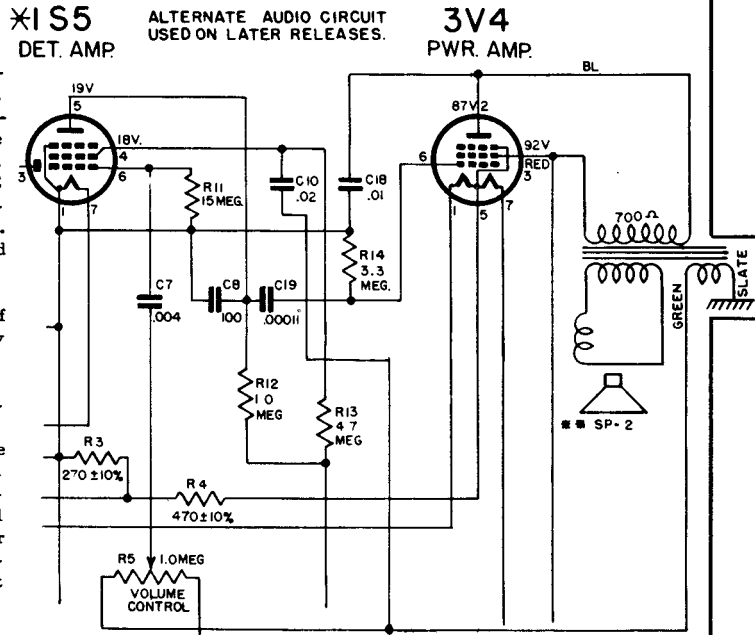 *1S5
DET. AMP.
ALTERNATE AUDIO CIRCUIT
USED ON LATER RELEASES.
3V4
PWR. AMP.
BL
19V
5
18V.
4
6
3
1
7
87V 2
6
92V
RED
3
1
5
7
R11
15 MEG.
C10
.02
C18
.01
R14
3.3
MEG.
C7
.004
C8
100
C19
.00011
700 Ω
GREEN
SLATE
R12
1.0
MEG
R13
4.7
MEG
** SP-2
R3
270 ±10%
R4
470±10%
R5
1.0MEG
VOLUME
CONTROL